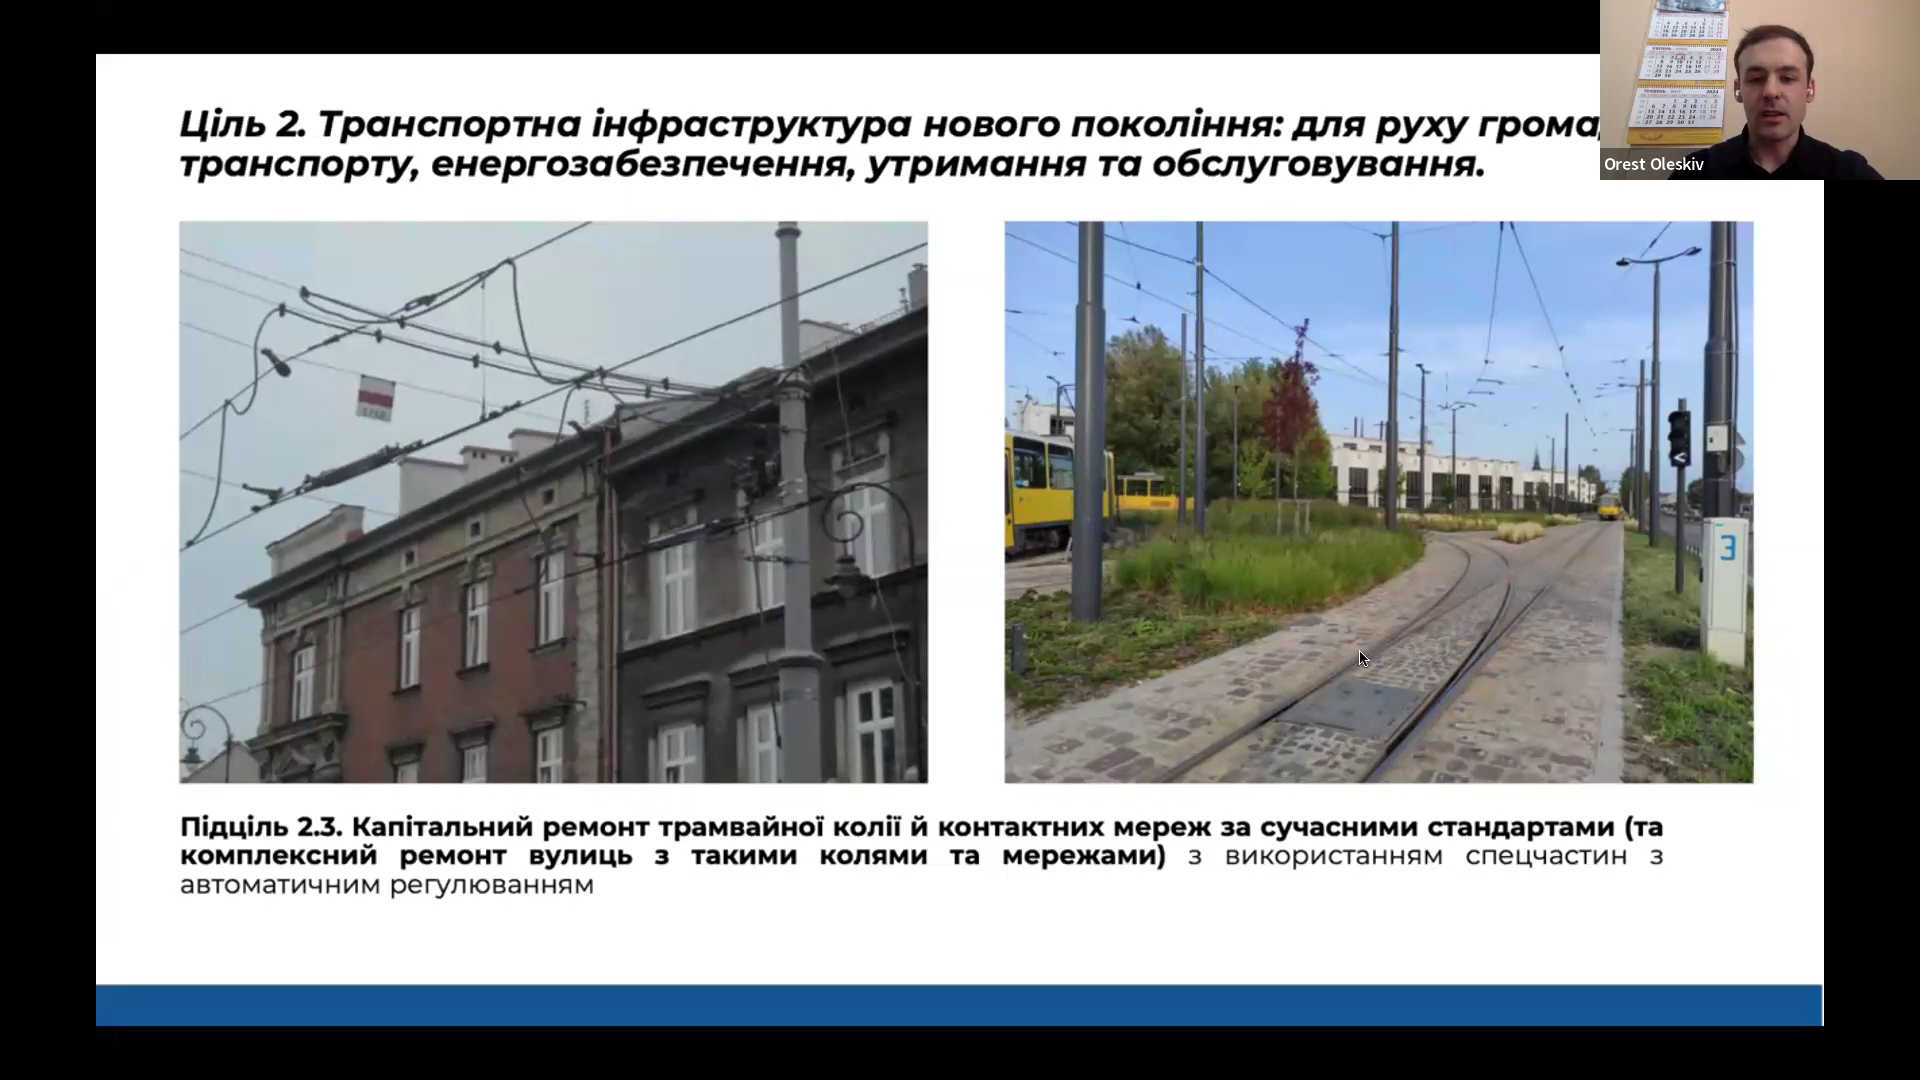 Ціль 2. Транспортна інфраструктура нового покоління: для руху
транспорту, енергозабезпечення, утримання та обслуговування.
Orest Oleskiv
3
Підціль 2.3. Капітальний ремонт трамвайної колії й контактних мереж за сучасними стандартами (та
комплексний ремонт вулиць з такими колями та мережами) з використанням спецчастин з
автоматичним регулюванням